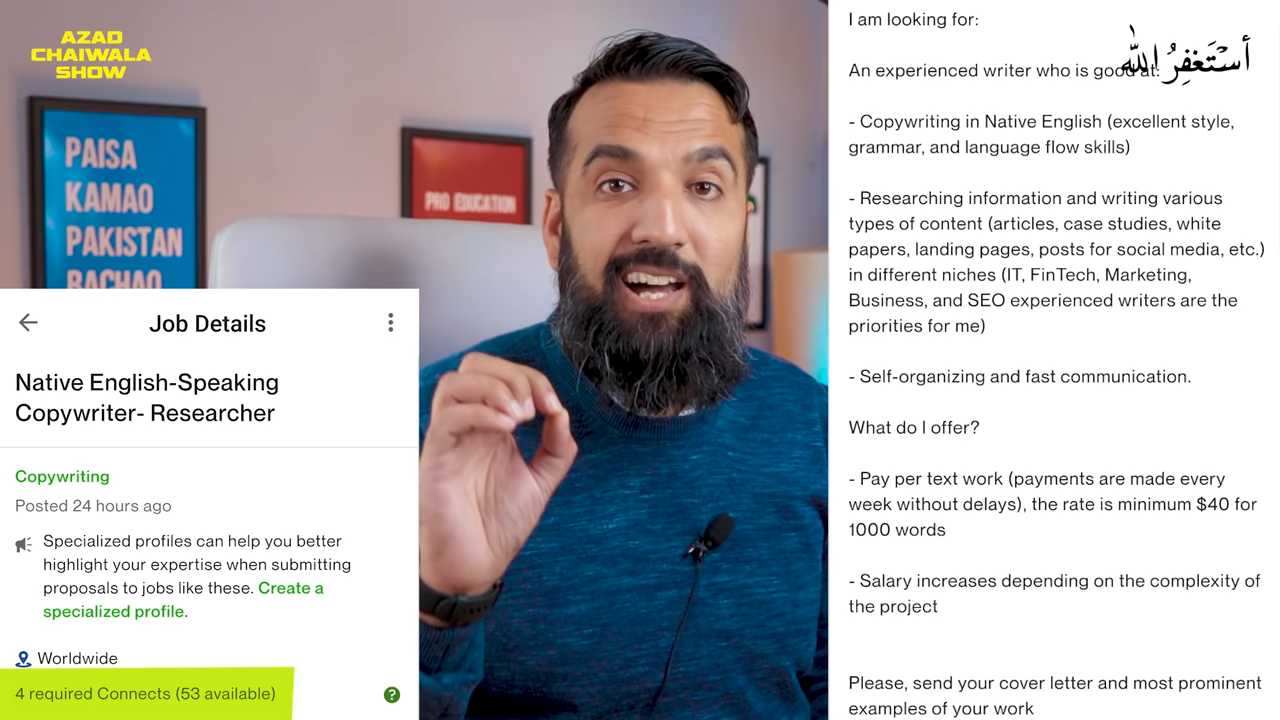 AZAD
CHAIWALA
SHOW
PAISA
KAMAO
PAKISTAN
BACHAO
PRO EDUCATION
Job Details
Native English-Speaking
Copywriter- Researcher
Copywriting
Posted 24 hours ago
Specialized profiles can help you better
highlight your expertise when submitting
proposals to jobs like these. Create a
specialized profile.
Worldwide
4 required Connects (53 available)
?
I am looking for:
أَسْتَغْفِرُ اللّٰه
An experienced writer who is good at:
- Copywriting in Native English (excellent style,
grammar, and language flow skills)
- Researching information and writing various
types of content (articles, case studies, white
papers, landing pages, posts for social media, etc.)
in different niches (IT, FinTech, Marketing,
Business, and SEO experienced writers are the
priorities for me)
- Self-organizing and fast communication.
What do I offer?
- Pay per text work (payments are made every
week without delays), the rate is minimum $40 for
1000 words
- Salary increases depending on the complexity of
the project
Please, send your cover letter and most prominent
examples of your work